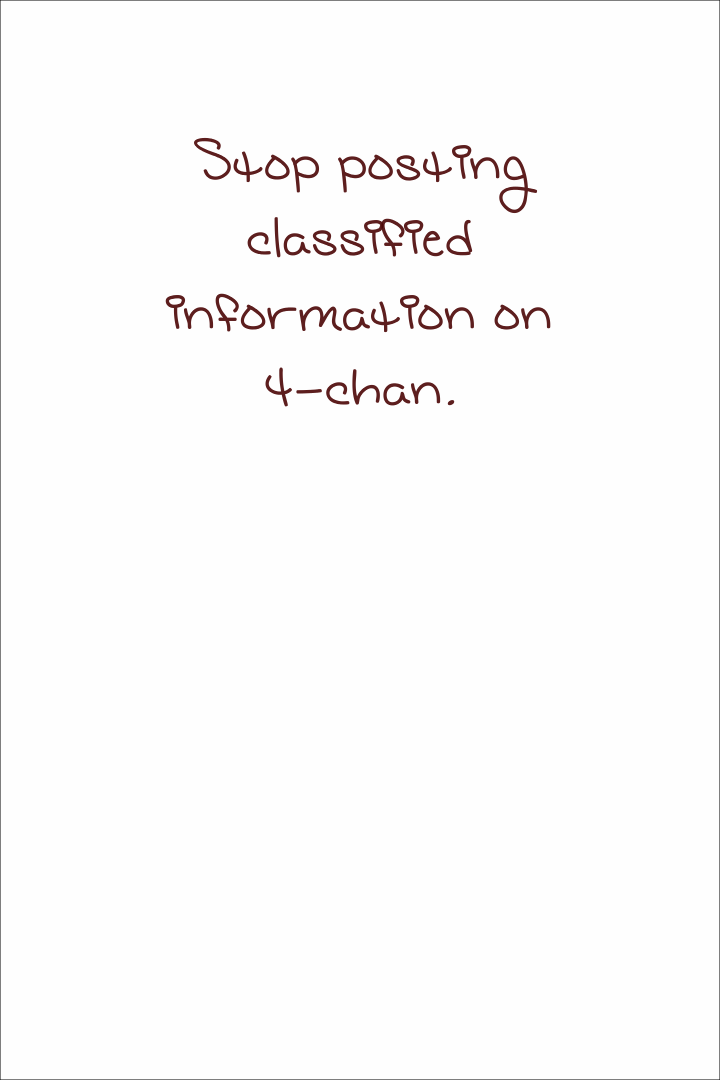 Stop posting
classified
information on
4-chan.